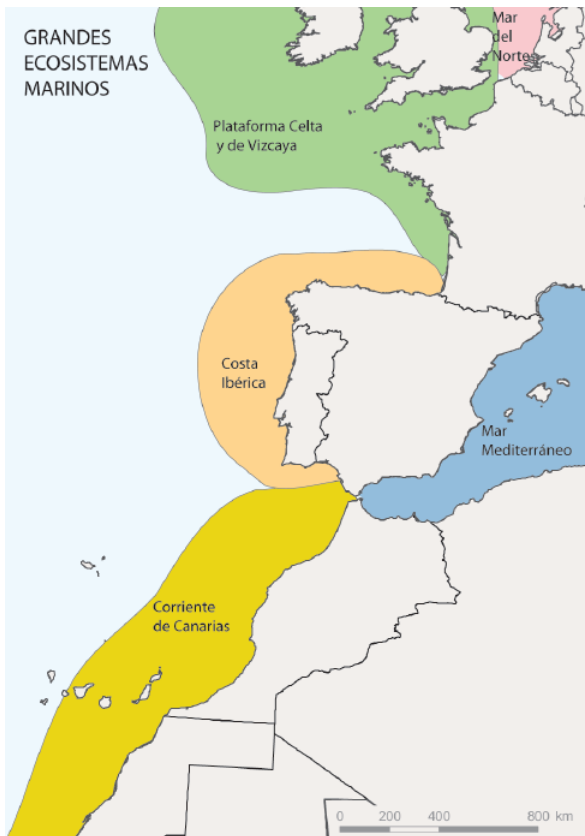 GRANDES
ECOSISTEMAS
MARINOS
Mar
del
Norte
Plataforma Celta
y de Vizcaya
Costa
Ibérica
Mar
Mediterráneo
Corriente
de Canarias
0 200 400 800 km